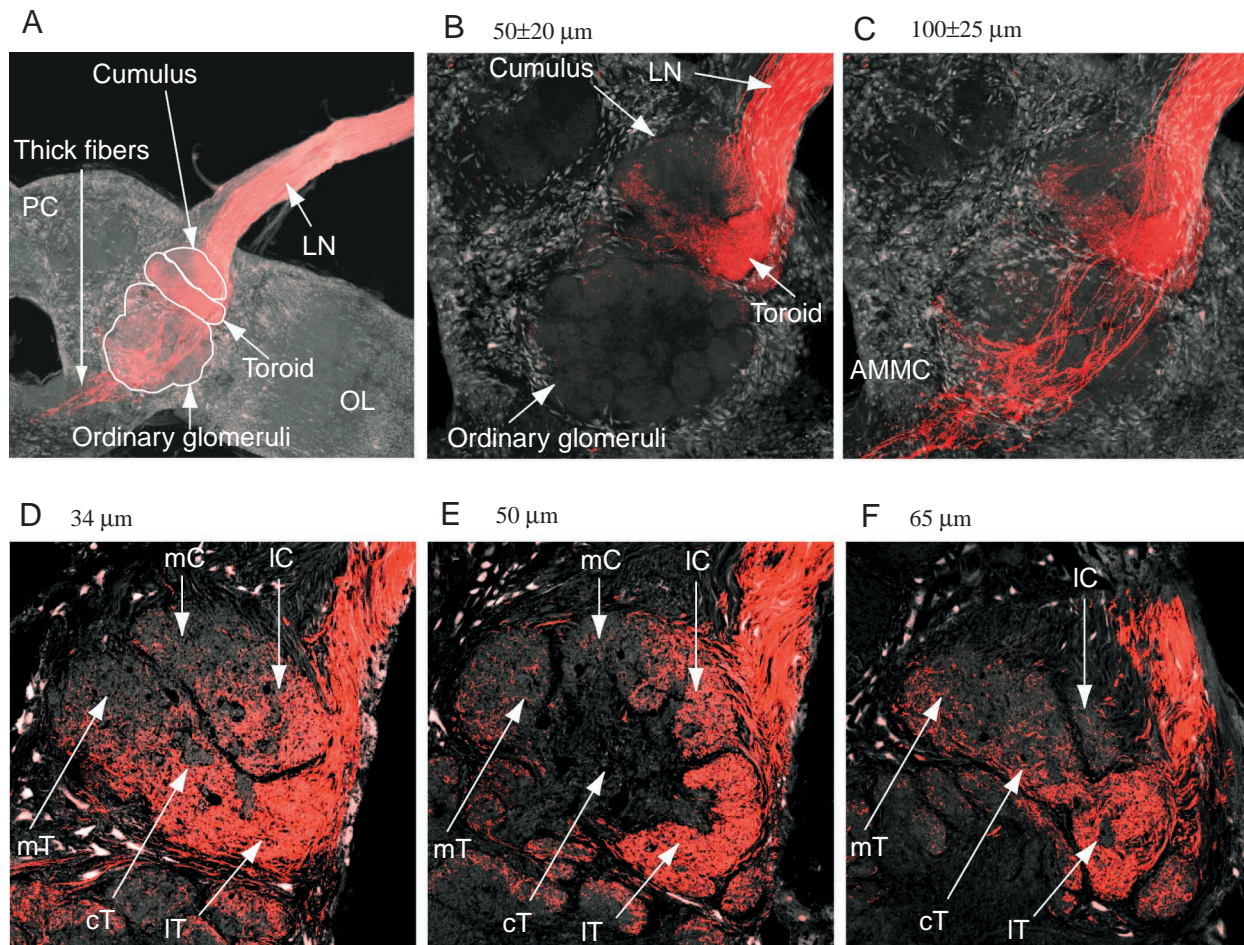 A
Cumulus
Thick fibers
PC
LN
Toroid
OL
Ordinary glomeruli
B 50±20 μm
Cumulus
LN
Toroid
Ordinary glomeruli
C 100±25 μm
AMMC
D 34 μm
mC lC
mT
cT lT
E 50 μm
mC lC
mT
cT lT
F 65 μm
lC
mT
cT lT